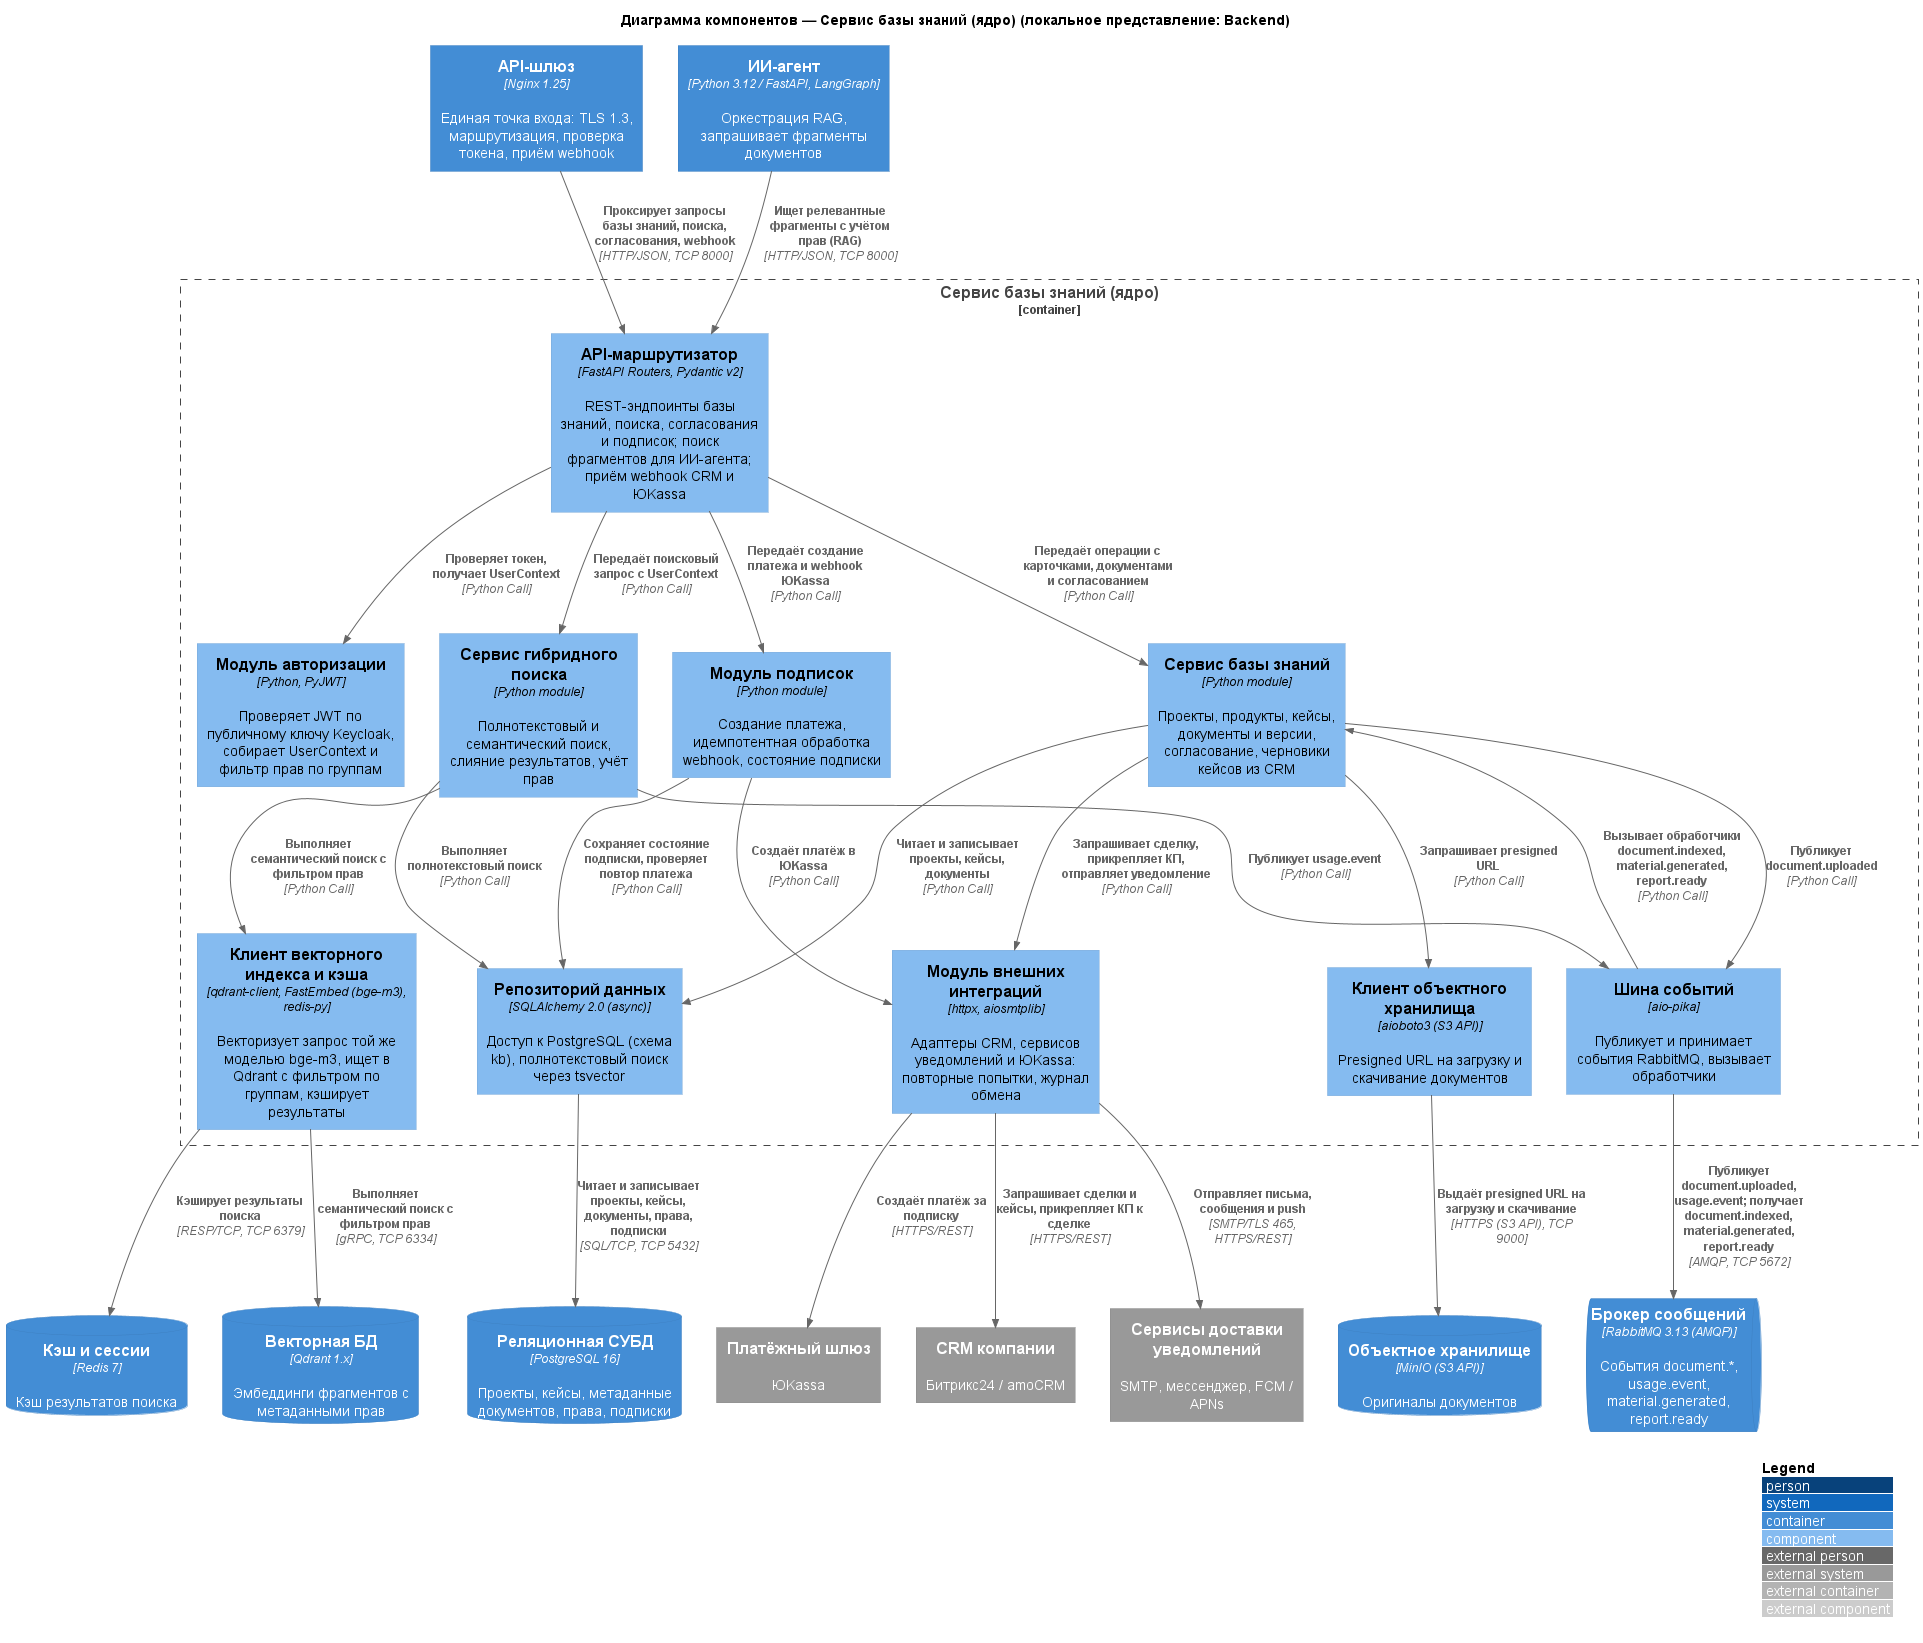 Диаграмма компонентов — Сервис базы знаний (ядро) (локальное представление: Backend)
API-шлюз
[Nginx 1.25]
Единая точка входа: TLS 1.3,
маршрутизация, проверка
токена, приём webhook
ИИ-агент
[Python 3.12 / FastAPI, LangGraph]
Оркестрация RAG,
запрашивает фрагменты
документов
Проксирует запросы
базы знаний, поиска,
согласования, webhook
[HTTP/JSON, TCP 8000]
Ищет релевантные
фрагменты с учётом
прав (RAG)
[HTTP/JSON, TCP 8000]
Сервис базы знаний (ядро)
[container]
API-маршрутизатор
[FastAPI Routers, Pydantic v2]
REST-эндпоинты базы
знаний, поиска, согласования
и подписок; поиск
фрагментов для ИИ-агента;
приём webhook CRM и
ЮKassa
Проверяет токен,
получает UserContext
[Python Call]
Передаёт поисковый
запрос с UserContext
[Python Call]
Передаёт создание
платежа и webhook
ЮKassa
[Python Call]
Передаёт операции с
карточками, документами
и согласованием
[Python Call]
Модуль авторизации
[Python, PyJWT]
Проверяет JWT по
публичному ключу Keycloak,
собирает UserContext и
фильтр прав по группам
Сервис гибридного
поиска
[Python module]
Полнотекстовый и
семантический поиск,
слияние результатов, учёт
прав
Модуль подписок
[Python module]
Создание платежа,
идемпотентная обработка
webhook, состояние подписки
Сервис базы знаний
[Python module]
Проекты, продукты, кейсы,
документы и версии,
согласование, черновики
кейсов из CRM
Выполняет
семантический поиск с
фильтром прав
[Python Call]
Выполняет
полнотекстовый поиск
[Python Call]
Сохраняет состояние
подписки, проверяет
повтор платежа
[Python Call]
Создаёт платёж в
ЮKassa
[Python Call]
Читает и записывает
проекты, кейсы,
документы
[Python Call]
Запрашивает сделку,
прикрепляет КП,
отправляет уведомление
[Python Call]
Публикует usage.event
[Python Call]
Запрашивает presigned
URL
[Python Call]
Вызывает обработчики
document.indexed,
material.generated,
report.ready
[Python Call]
Публикует
document.uploaded
[Python Call]
Клиент векторного
индекса и кэша
[qdrant-client, FastEmbed (bge-m3),
redis-py]
Векторизует запрос той же
моделью bge-m3, ищет в
Qdrant с фильтром по
группам, кэширует
результаты
Репозиторий данных
[SQLAlchemy 2.0 (async)]
Доступ к PostgreSQL (схема
kb), полнотекстовый поиск
через tsvector
Модуль внешних
интеграций
[httpx, aiosmtplib]
Адаптеры CRM, сервисов
уведомлений и ЮKassa:
повторные попытки, журнал
обмена
Клиент объектного
хранилища
[aioboto3 (S3 API)]
Presigned URL на загрузку и
скачивание документов
Шина событий
[aio-pika]
Публикует и принимает
события RabbitMQ, вызывает
обработчики
Кэширует результаты
поиска
[RESP/TCP, TCP 6379]
Выполняет
семантический поиск с
фильтром прав
[gRPC, TCP 6334]
Читает и записывает
проекты, кейсы,
документы, права,
подписки
[SQL/TCP, TCP 5432]
Создаёт платёж за
подписку
[HTTPS/REST]
Запрашивает сделки и
кейсы, прикрепляет КП к
сделке
[HTTPS/REST]
Отправляет письма,
сообщения и push
[SMTP/TLS 465,
HTTPS/REST]
Выдаёт presigned URL на
загрузку и скачивание
[HTTPS (S3 API), TCP
9000]
Публикует
document.uploaded,
usage.event; получает
document.indexed,
material.generated,
report.ready
[AMQP, TCP 5672]
Кэш и сессии
[Redis 7]
Кэш результатов поиска
Векторная БД
[Qdrant 1.x]
Эмбеддинги фрагментов с
метаданными прав
Реляционная СУБД
[PostgreSQL 16]
Проекты, кейсы, метаданные
документов, права, подписки
Платёжный шлюз
ЮKassa
CRM компании
Битрикс24 / amoCRM
Сервисы доставки
уведомлений
SMTP, мессенджер, FCM /
APNs
Объектное хранилище
[MinIO (S3 API)]
Оригиналы документов
Брокер сообщений
[RabbitMQ 3.13 (AMQP)]
События document.*,
usage.event,
material.generated,
report.ready
Legend
person
system
container
component
external person
external system
external container
external component